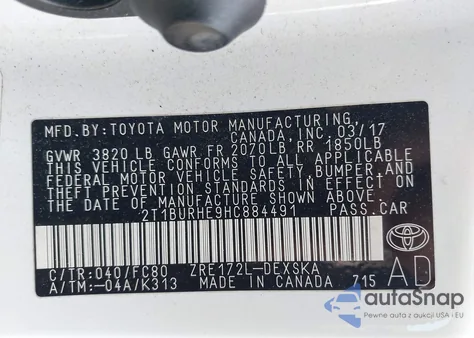 MFD.BY:TOYOTA MOTOR MANUFACTURING,
CANADA,INC. 03/17
GVWR 3820LB GAWR FR 2070LB,RR 1850LB
THIS VEHICLE CONFORMS TO ALL APPLICABLE
FEDERAL MOTOR VEHICLE SAFETY, BUMPER, AND
THEFT PREVENTION STANDARDS IN EFFECT ON
THE DATE OF MANUFACTURE SHOWN ABOVE.
2T1BURHE9HC884491 PASS.CAR
C/TR:040/FC80 ZRE172L-DEXSKA
A/TM:-04A/K313 MADE IN CANADA 715
AD
TOYOTA
autoSnap
Pewne auta z aukcji USA i EU